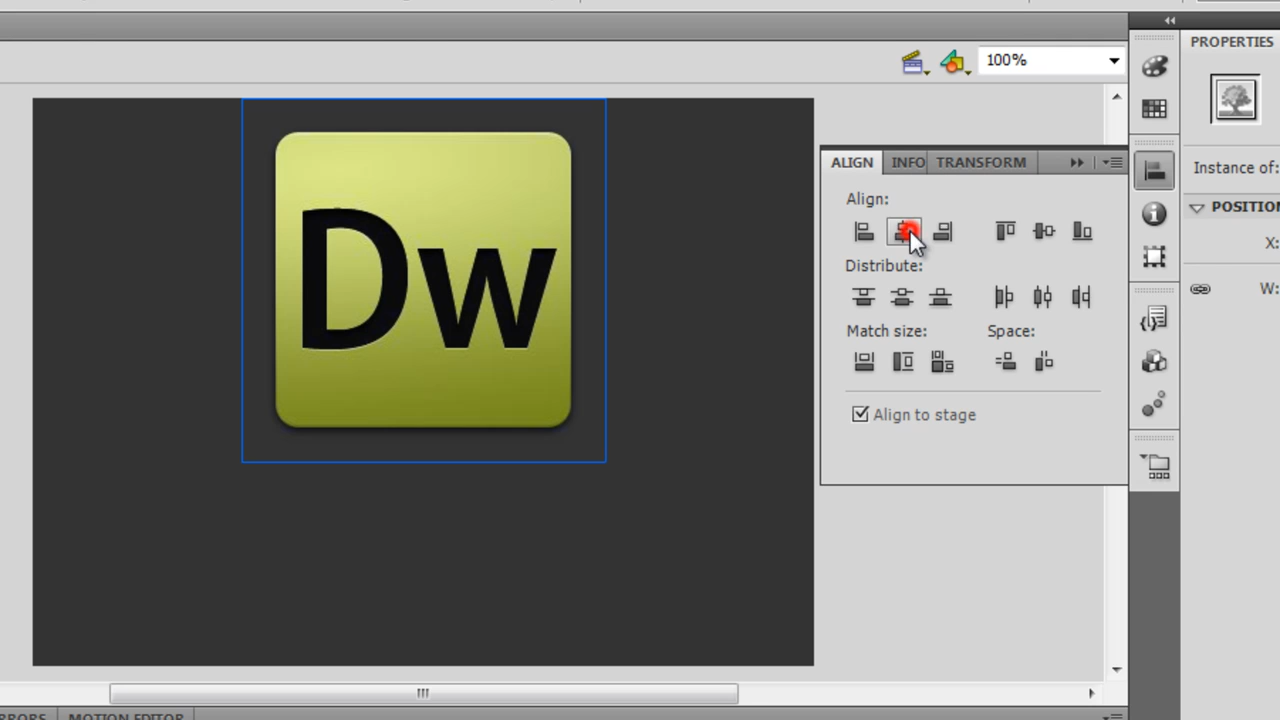 100%
PROPERTIES
ALIGN INFO TRANSFORM
Align:
Instance of:
POSITION
X:
Distribute:
W:
Match size: Space:
Align to stage
Dw
MOTION EDITOR